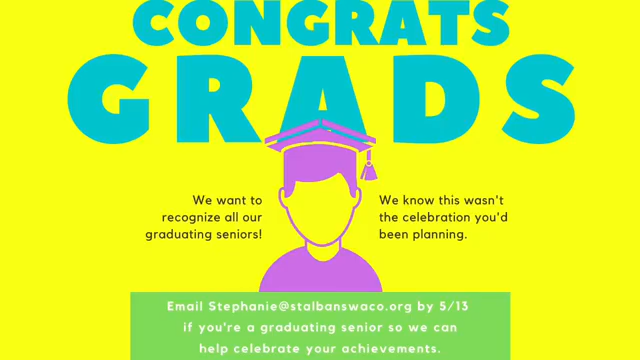 CONGRATS
GRADS
We want to
recognize all our
graduating seniors!
We know this wasn't
the celebration you'd
been planning.
Email Stephanie@stalbanswaco.org by 5/13
if you're a graduating senior so we can
help celebrate your achievements.